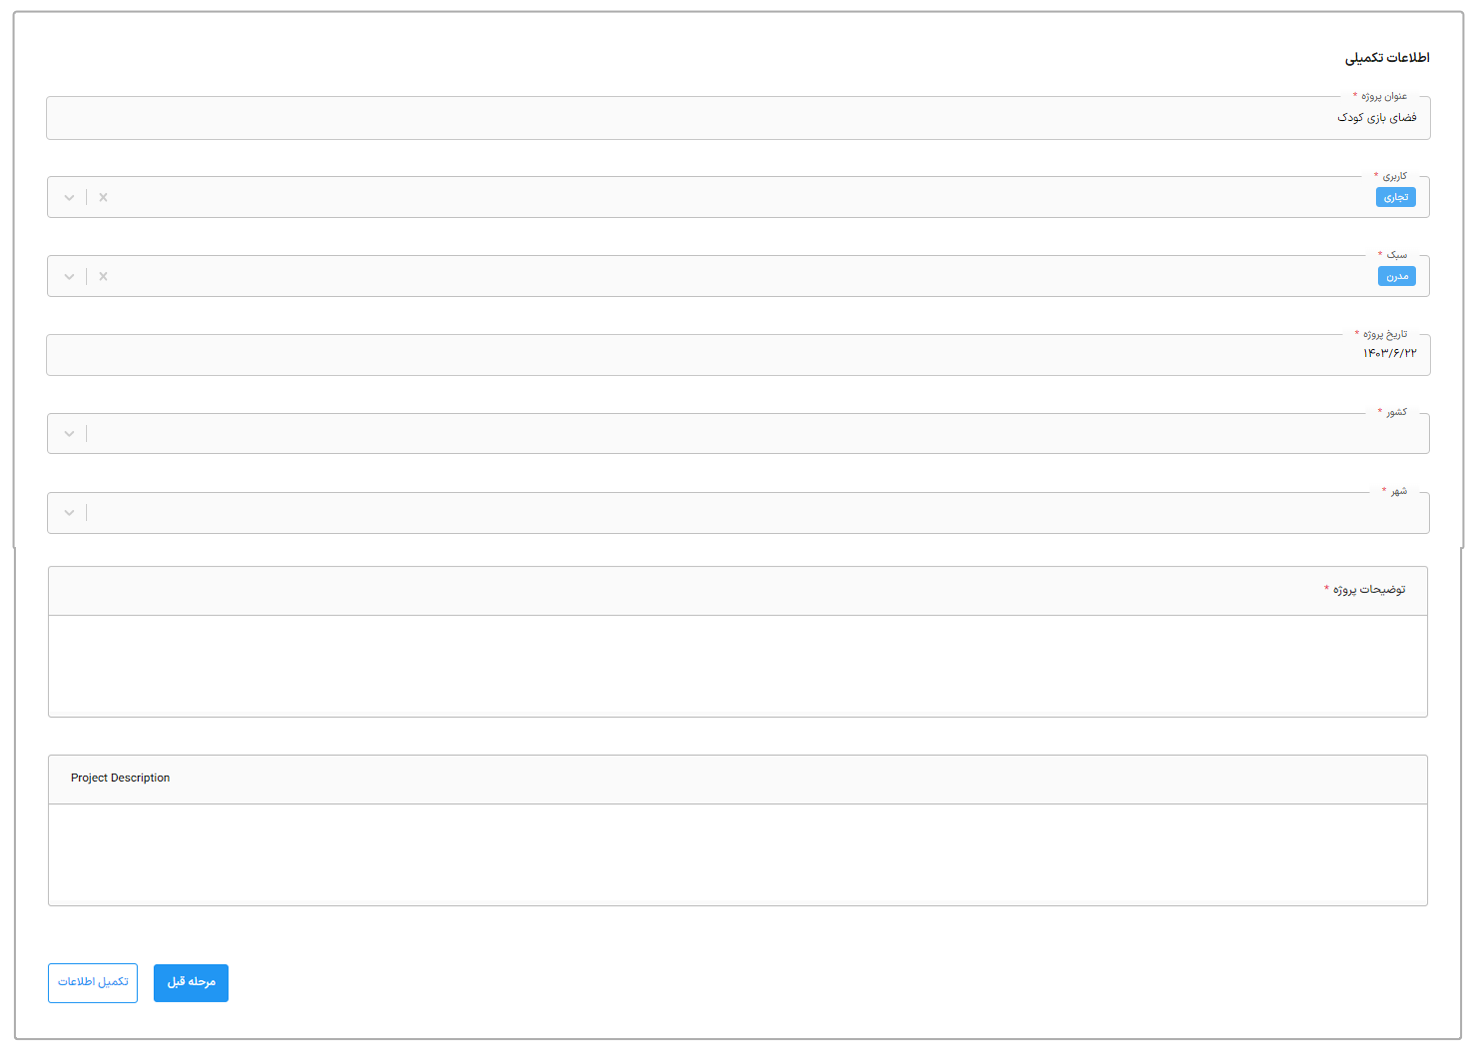 اطلاعات تکمیلی
عنوان پروژه *
فضای بازی کودک
کاربری *
تجاری
سبک *
مدرن
تاریخ پروژه *
۱۴۰۳/۶/۲۲
کشور *
شهر *
توضیحات پروژه *
Project Description
مرحله قبل
تکمیل اطلاعات